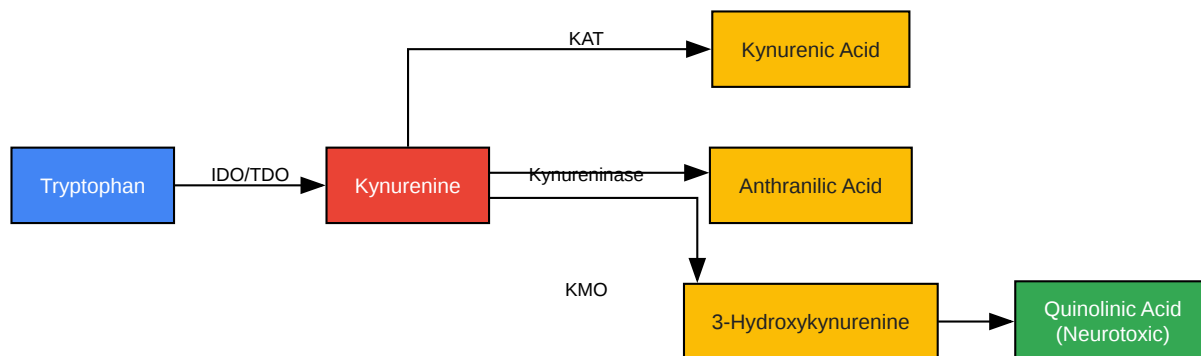 KAT
Kynurenic Acid
Tryptophan
IDO/TDO
Kynurenine
Kynureninase
Anthranilic Acid
KMO
3-Hydroxykynurenine
Quinolinic Acid
(Neurotoxic)